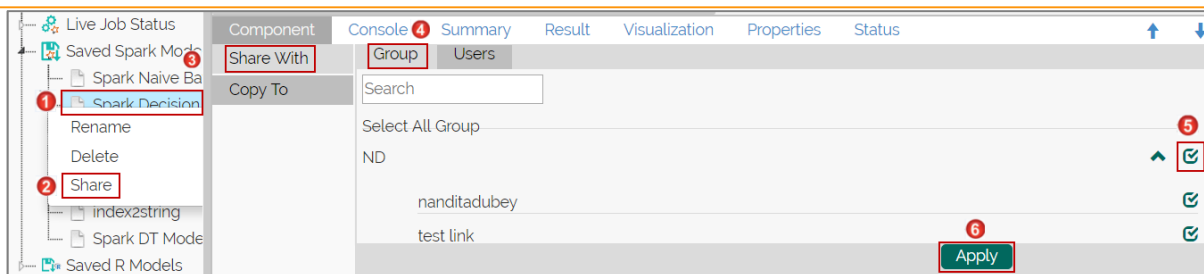 Live Job Status
Saved Spark Mode
3
Spark Naive Ba
1
Spark Decision
Rename
Delete
2
Share
index2string
Spark DT Mode
Saved R Models
Component
Console
4
Summary
Result
Visualization
Properties
Status
Share With
Copy To
Group
Users
Search
Select All Group
ND
5
nanditadubey
test link
6
Apply